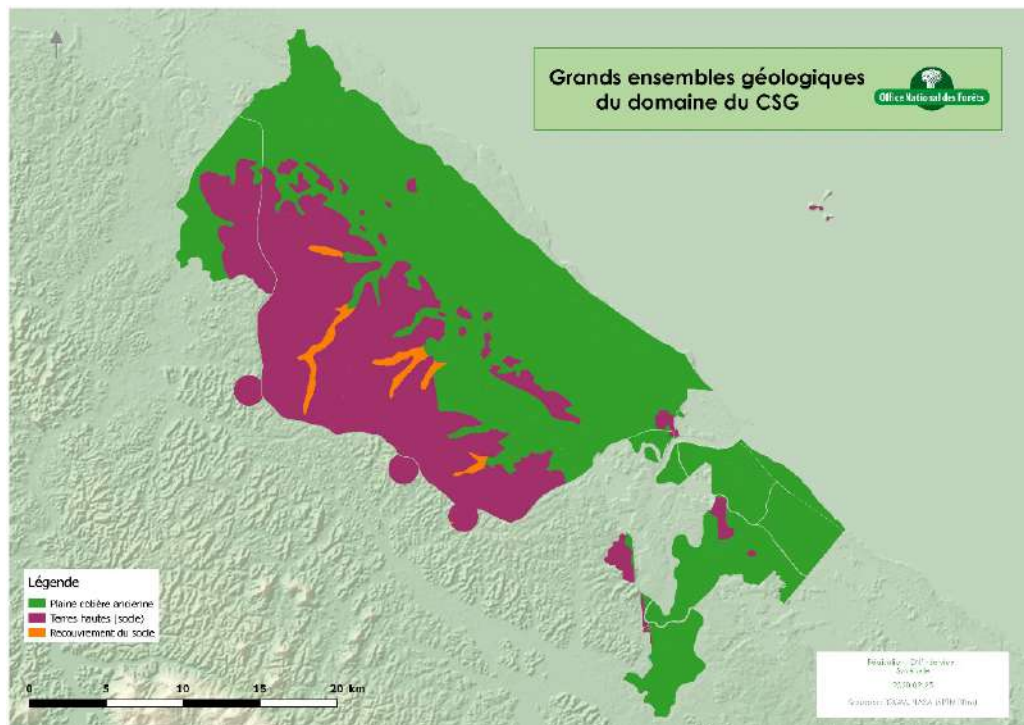 Grands ensembles géologiques
du domaine du CSG
Office National des Forêts
Légende
Plaine cotière ancienne
Terres hautes (socle)
Recouvrement du socle
0 5 10 15 20 km